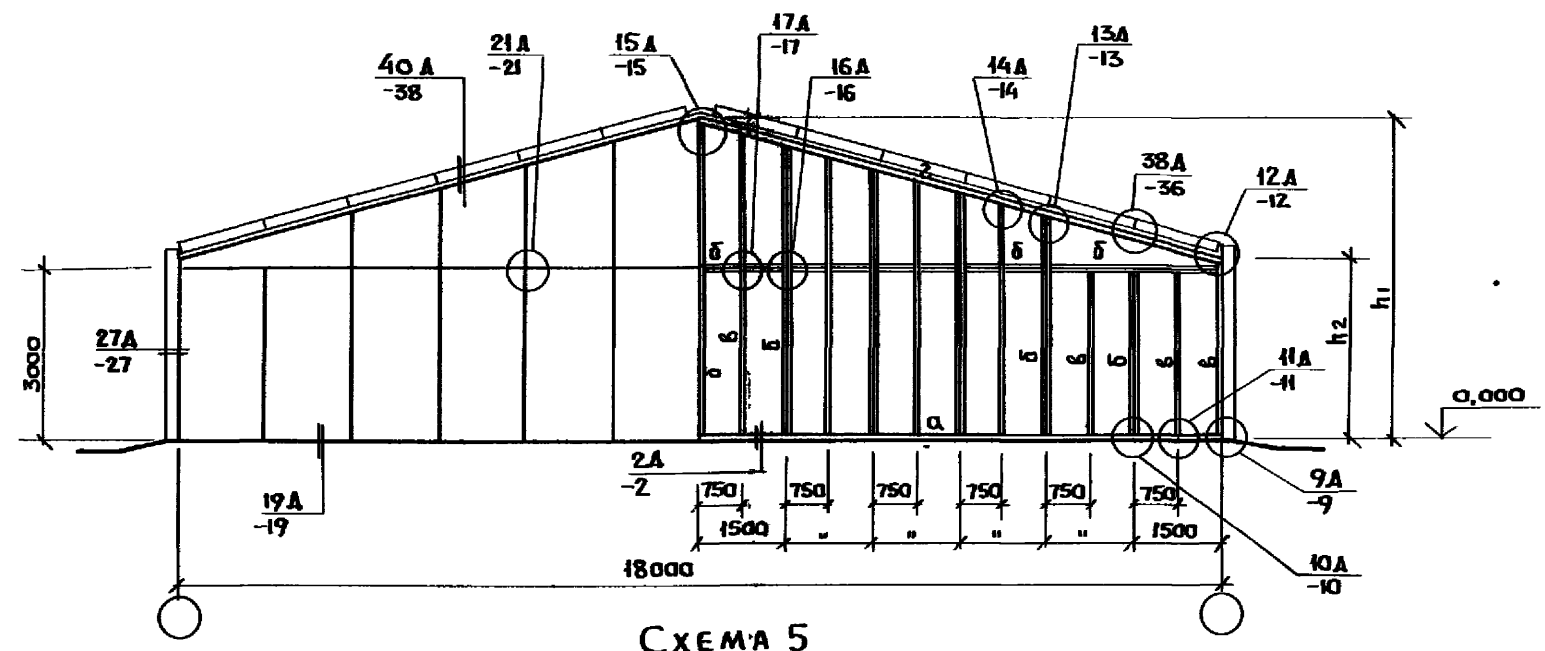 17А
-17
13А
-13
21А
-21
15А
-15
40А
-38
16А
-16
14А
-14
38А
-36
12А
-12
2
б
б
б
h1
h2
3000
27А
-27
в
б
б
б
в
б
в
в
11А
-11
0,000
а
2А
-2
19А
-19
9А
-9
750
750
750
750
750
750
1500
"
"
"
"
1500
10А
-10
18000
СХЕМА 5